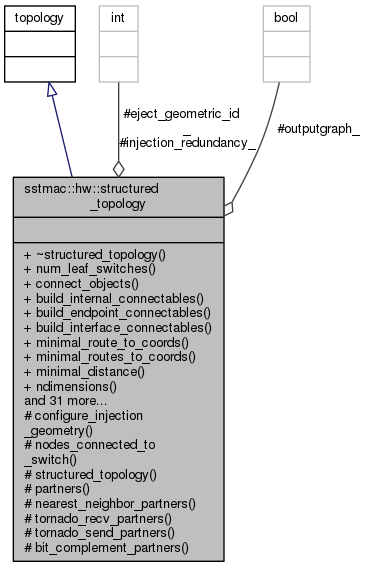 topology
int
bool
#eject_geometric_id
_
#injection_redundancy_
#outputgraph_
sstmac::hw::structured
_topology
+ ~structured_topology()
+ num_leaf_switches()
+ connect_objects()
+ build_internal_connectables()
+ build_endpoint_connectables()
+ build_interface_connectables()
+ minimal_route_to_coords()
+ minimal_routes_to_coords()
+ minimal_distance()
+ ndimensions()
and 31 more...
# configure_injection
_geometry()
# nodes_connected_to
_switch()
# structured_topology()
# partners()
# nearest_neighbor_partners()
# tornado_recv_partners()
# tornado_send_partners()
# bit_complement_partners()